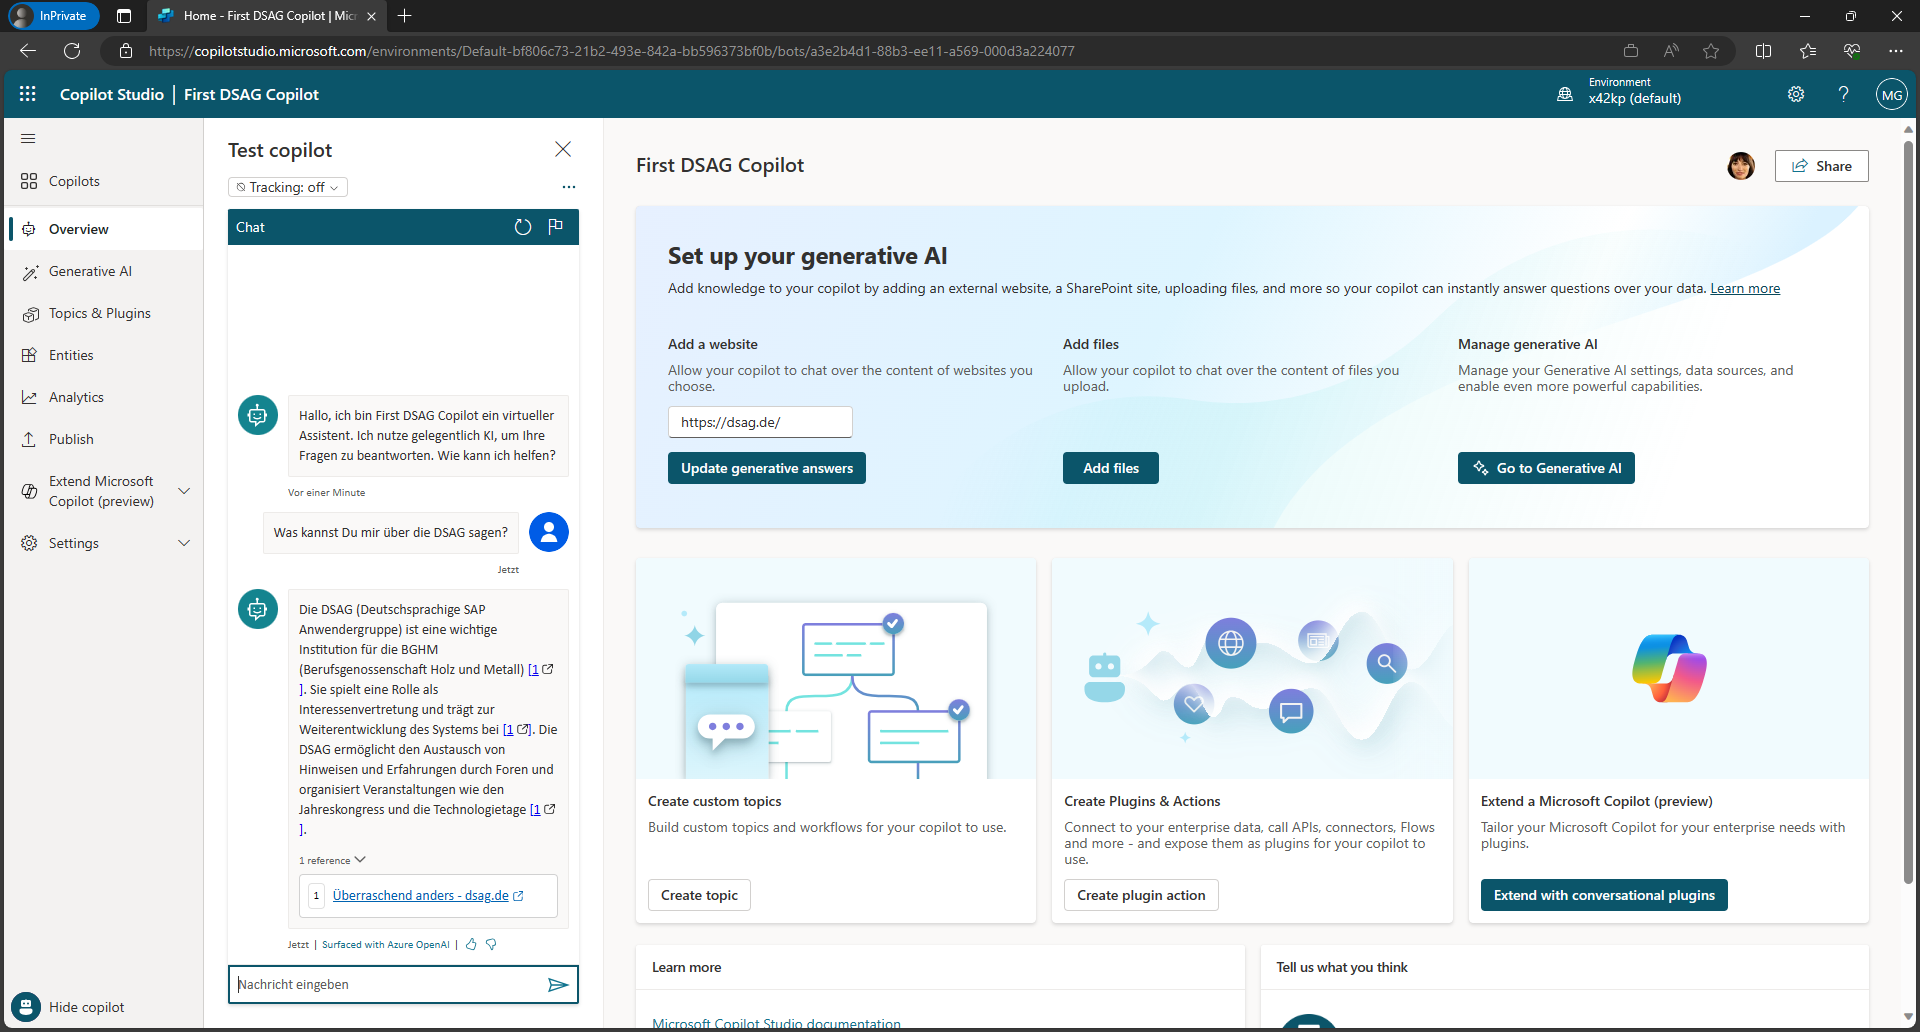 InPrivate
Home - First DSAG Copilot | Micr
https://copilotstudio.microsoft.com/environments/Default-bf806c73-21b2-493e-842a-bb596373bf0b/bots/a3e2b4d1-88b3-ee11-a569-000d3a224077
Copilot Studio | First DSAG Copilot
Environment
x42kp (default)
MG
Copilots
Overview
Generative AI
Topics & Plugins
Entities
Analytics
Publish
Extend Microsoft
Copilot (preview)
Settings
Hide copilot
Test copilot
Tracking: off
Chat
Hallo, ich bin First DSAG Copilot ein virtueller
Assistent. Ich nutze gelegentlich KI, um Ihre
Fragen zu beantworten. Wie kann ich helfen?
Vor einer Minute
Was kannst Du mir über die DSAG sagen?
Jetzt
Die DSAG (Deutschsprachige SAP
Anwendergruppe) ist eine wichtige
Institution für die BGHM
(Berufsgenossenschaft Holz und Metall) [1
]. Sie spielt eine Rolle als
Interessenvertretung und trägt zur
Weiterentwicklung des Systems bei [1]. Die
DSAG ermöglicht den Austausch von
Hinweisen und Erfahrungen durch Foren und
organisiert Veranstaltungen wie den
Jahreskongress und die Technologietage [1
].
1 reference
1 Überraschend anders - dsag.de
Jetzt | Surfaced with Azure OpenAI |
Nachricht eingeben
First DSAG Copilot
Share
Set up your generative AI
Add knowledge to your copilot by adding an external website, a SharePoint site, uploading files, and more so your copilot can instantly answer questions over your data. Learn more
Add a website
Allow your copilot to chat over the content of websites you
choose.
https://dsag.de/
Update generative answers
Add files
Allow your copilot to chat over the content of files you
upload.
Add files
Manage generative AI
Manage your Generative AI settings, data sources, and
enable even more powerful capabilities.
Go to Generative AI
Create custom topics
Build custom topics and workflows for your copilot to use.
Create topic
Create Plugins & Actions
Connect to your enterprise data, call APIs, connectors, Flows
and more - and expose them as plugins for your copilot to
use.
Create plugin action
Extend a Microsoft Copilot (preview)
Tailor your Microsoft Copilot for your enterprise needs with
plugins.
Extend with conversational plugins
Learn more
Microsoft Copilot Studio documentation
Tell us what you think